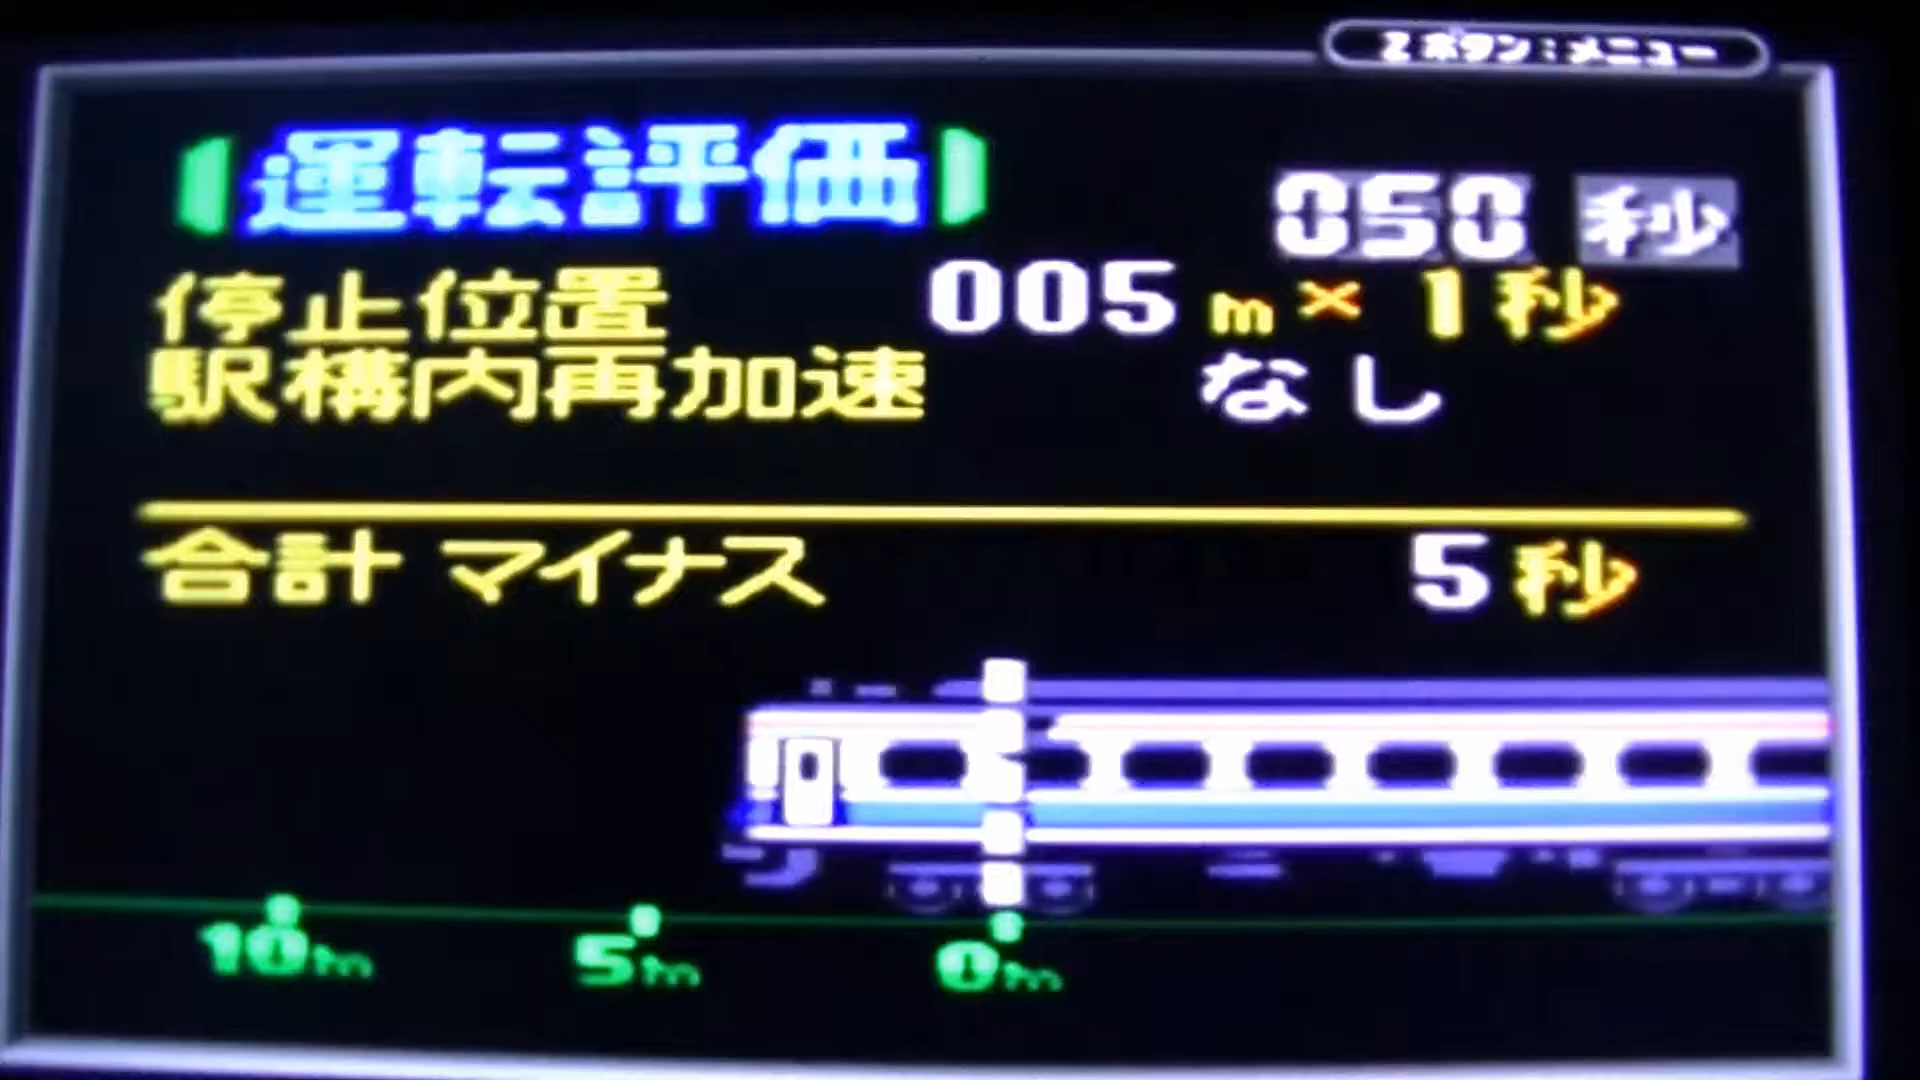 Zボタン：メニュー
運転評価
050 秒
停止位置 005 m × 1 秒
駅構内再加速 なし
合計 マイナス 5 秒
10m 5m 0m